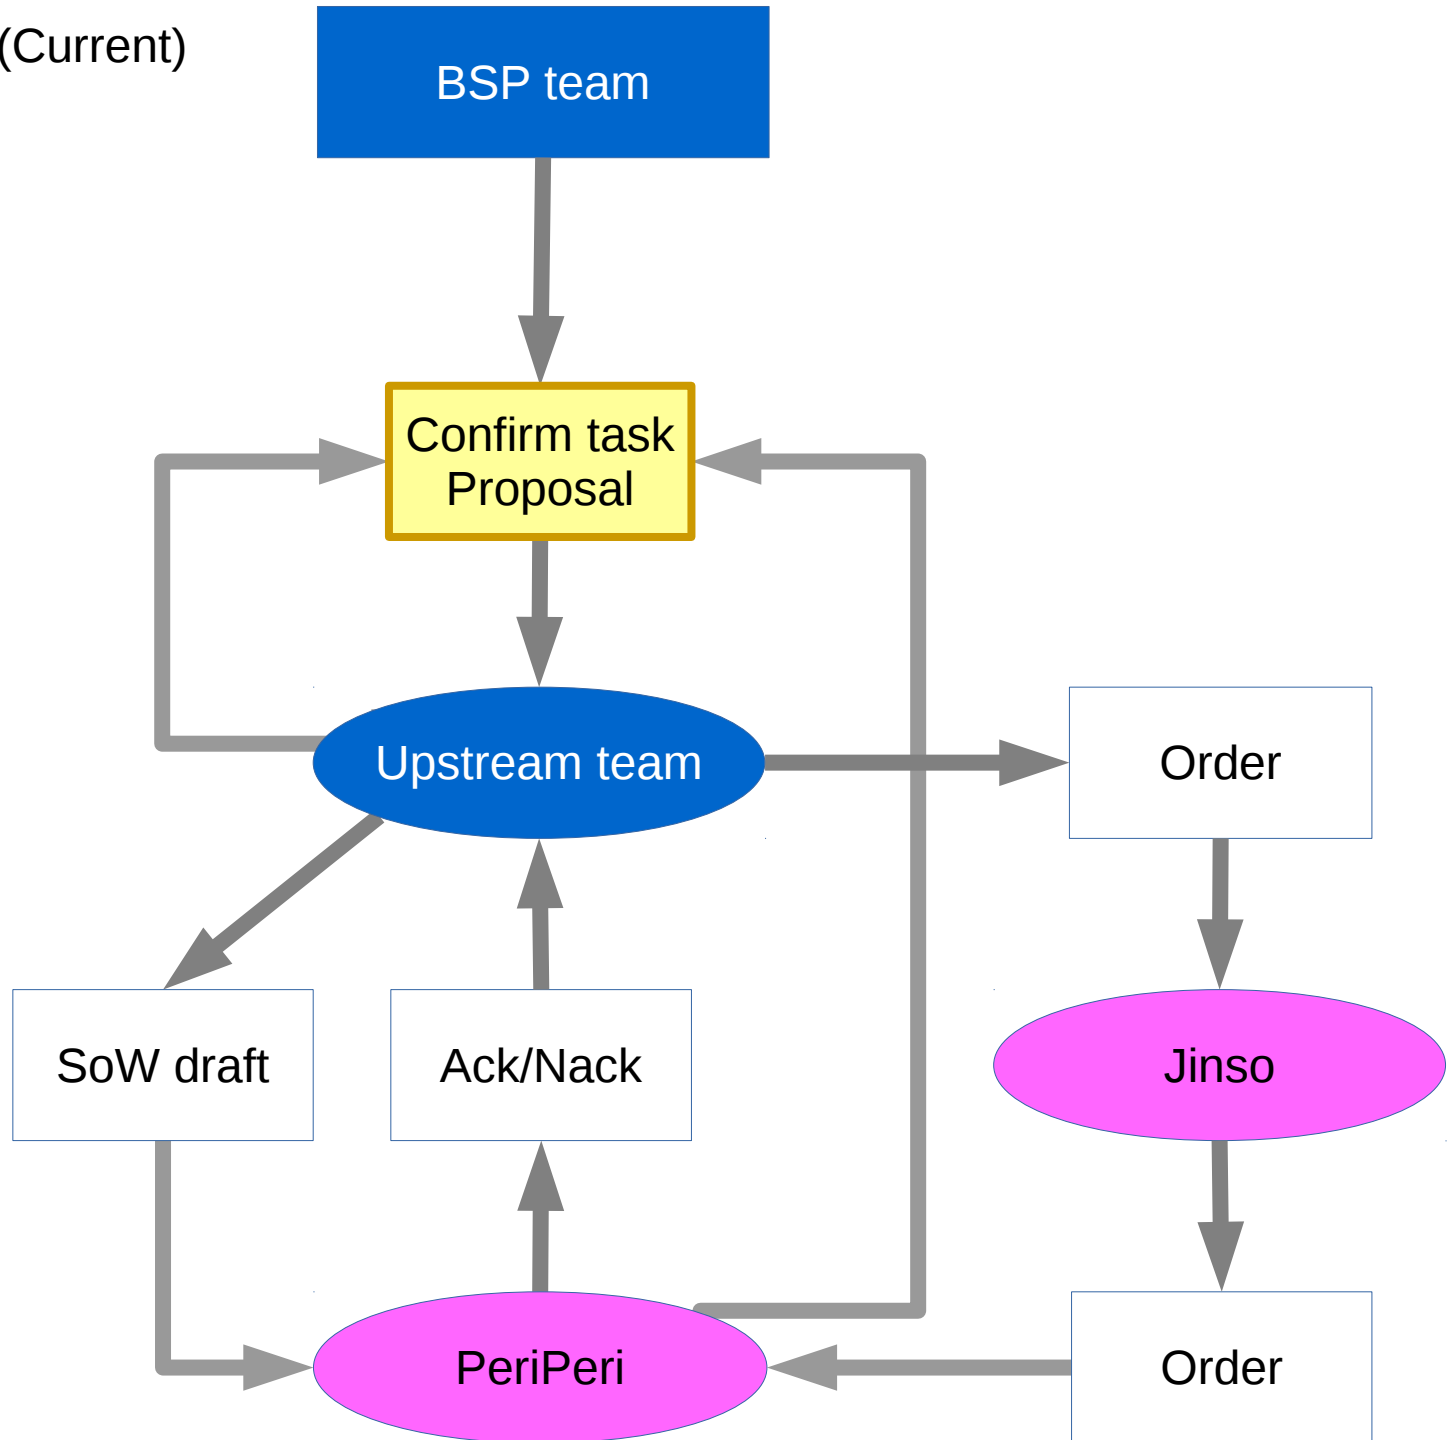 (Current)
BSP team
Confirm task
Proposal
Upstream team
Order
SoW draft
Ack/Nack
Jinso
PeriPeri
Order